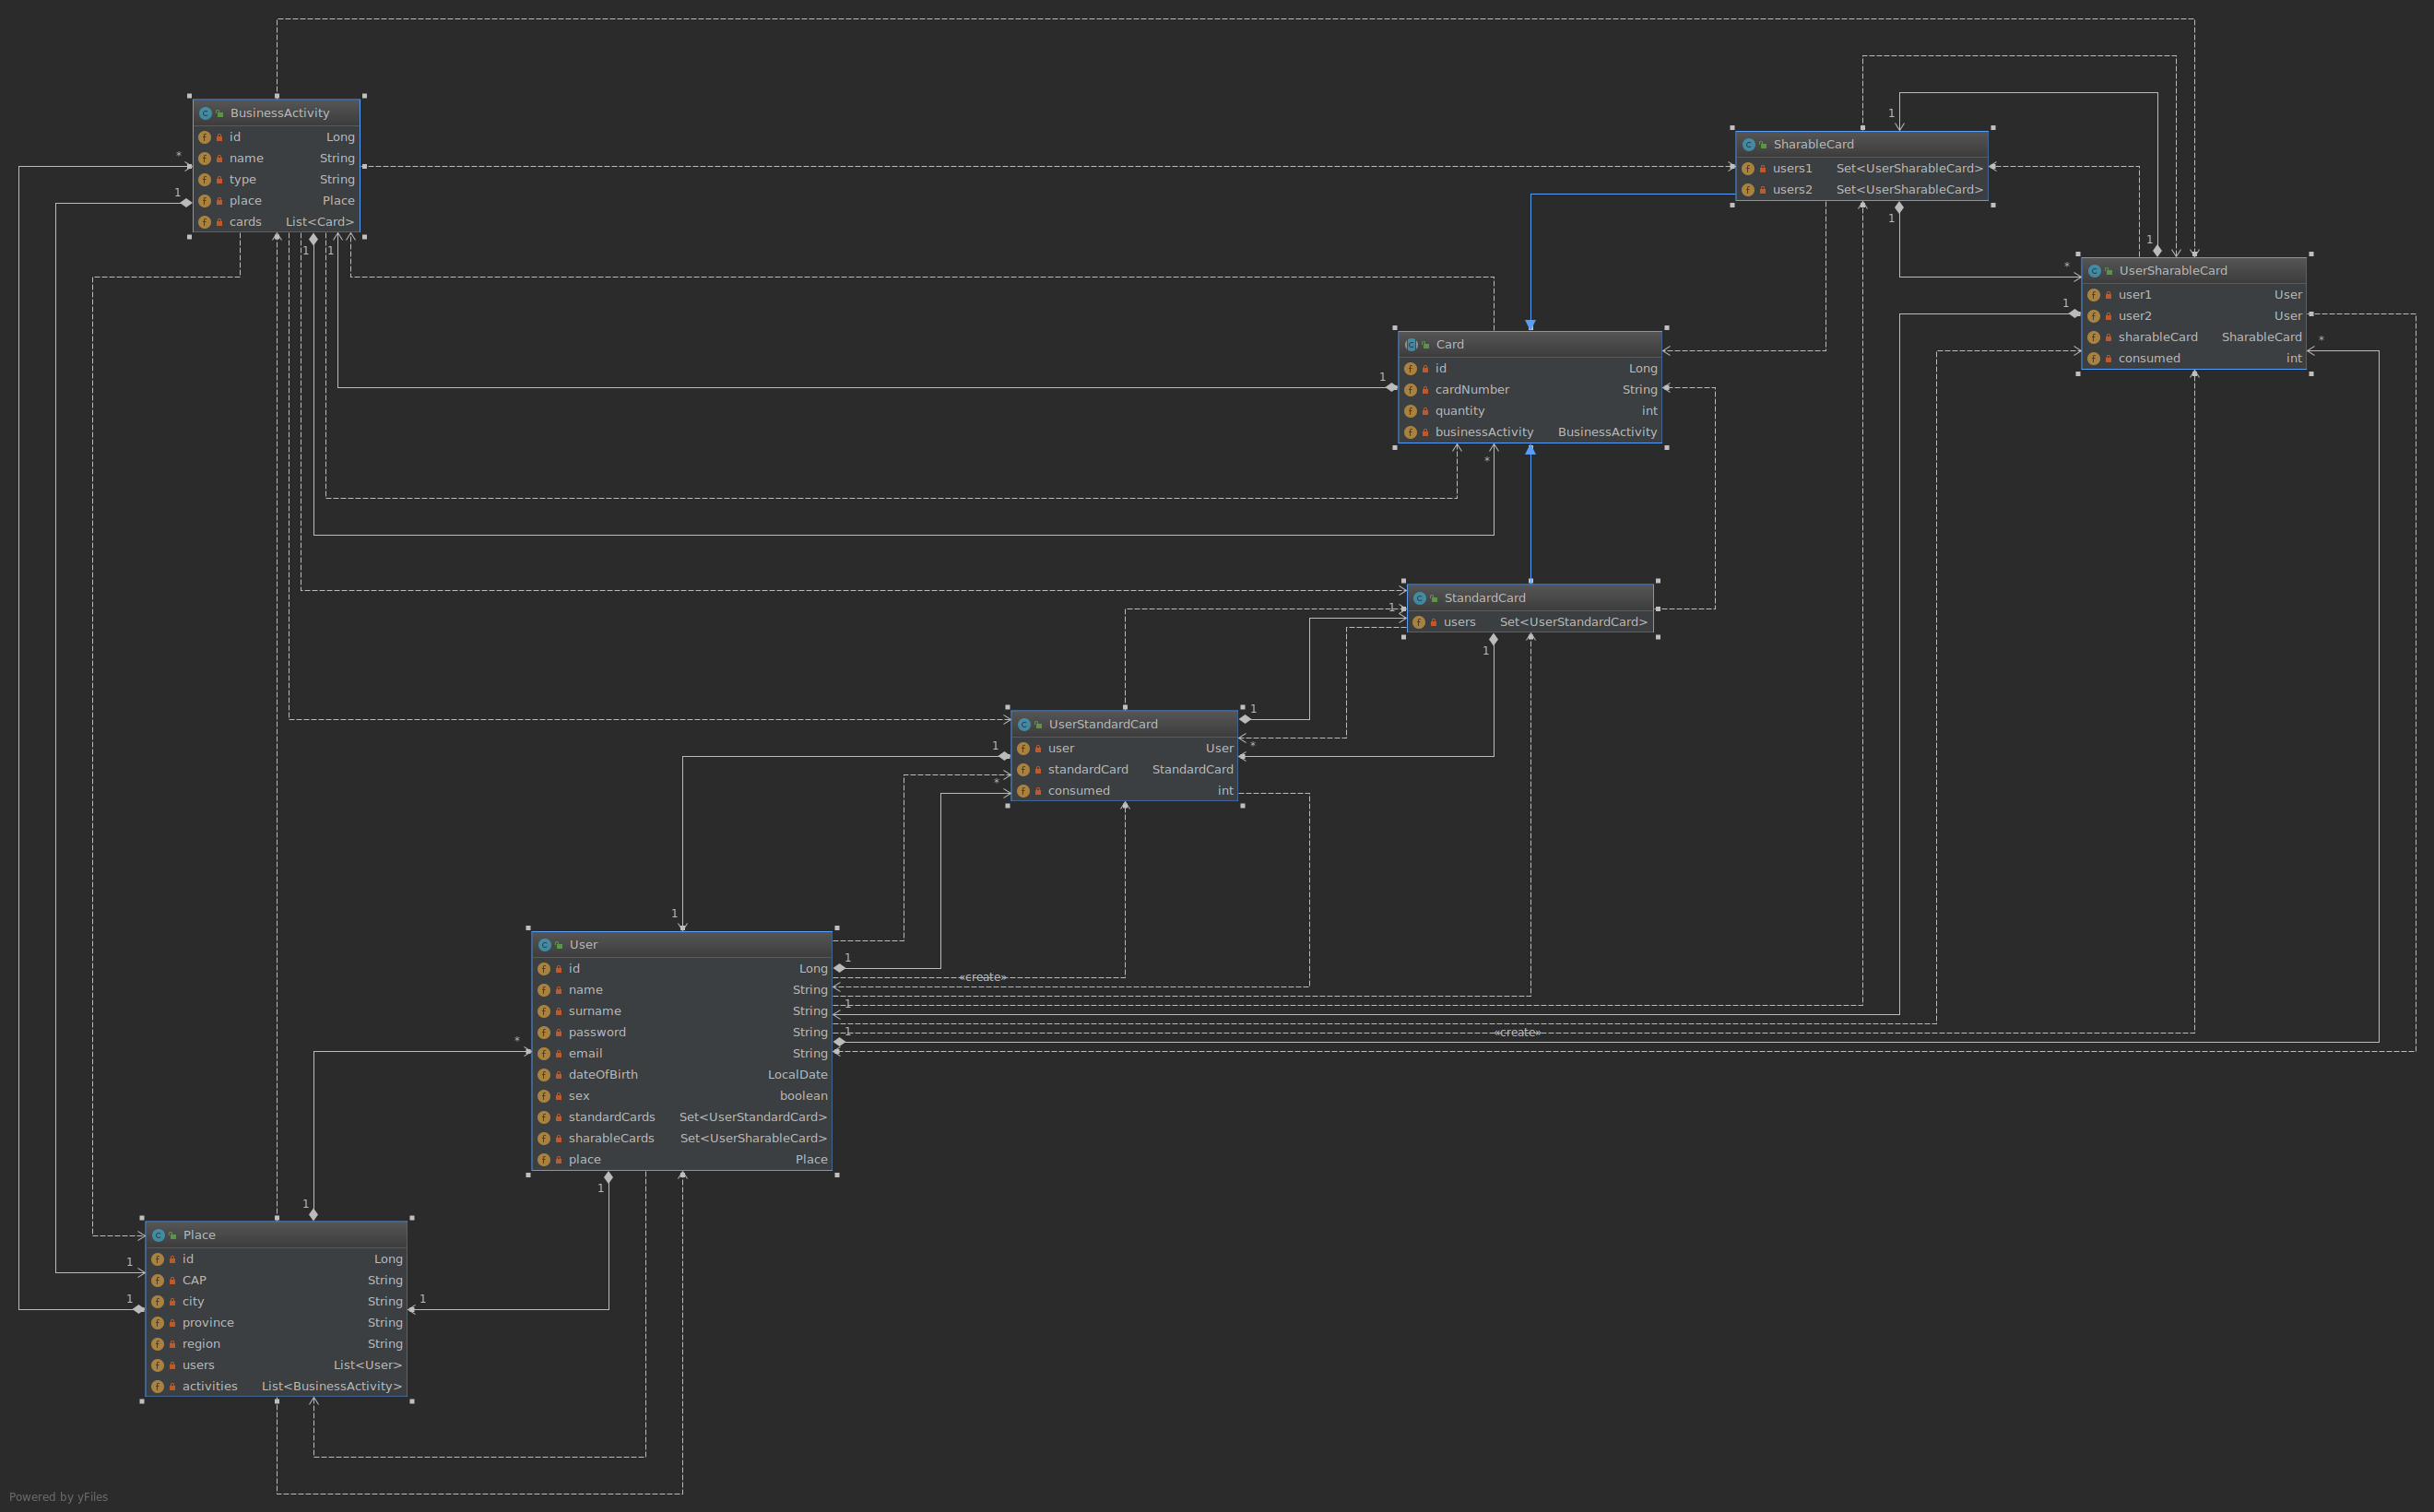 BusinessActivity
id Long
name String
type String
place Place
cards List<Card>
*
1
1
1
SharableCard
users1 Set<UserSharableCard>
users2 Set<UserSharableCard>
1
1
1
UserSharableCard
user1 User
user2 User
sharableCard SharableCard
consumed int
*
1
*
Card
id Long
cardNumber String
quantity int
businessActivity BusinessActivity
1
*
StandardCard
users Set<UserStandardCard>
1
1
UserStandardCard
user User
standardCard StandardCard
consumed int
1
*
1
*
User
id Long
name String
surname String
password String
email String
dateOfBirth LocalDate
sex boolean
standardCards Set<UserStandardCard>
sharableCards Set<UserSharableCard>
place Place
1
1
«create»
1
1
«create»
*
1
1
Place
id Long
CAP String
city String
province String
region String
users List<User>
activities List<BusinessActivity>
1
1
1
Powered by yFiles